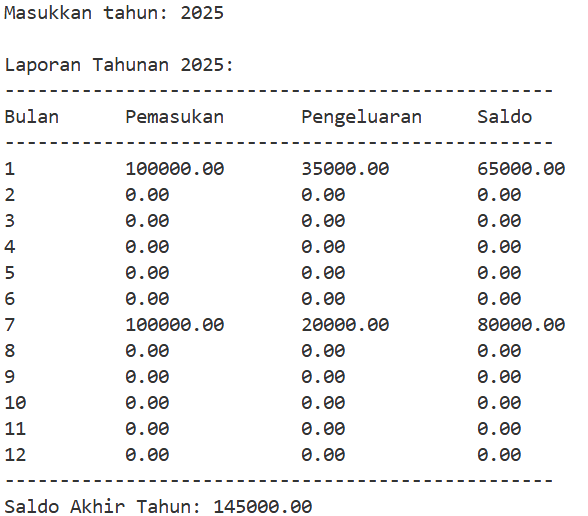 Masukkan tahun: 2025
Laporan Tahunan 2025:
--------------------------------------------------
Bulan Pemasukan Pengeluaran Saldo
--------------------------------------------------
1 100000.00 35000.00 65000.00
2 0.00 0.00 0.00
3 0.00 0.00 0.00
4 0.00 0.00 0.00
5 0.00 0.00 0.00
6 0.00 0.00 0.00
7 100000.00 20000.00 80000.00
8 0.00 0.00 0.00
9 0.00 0.00 0.00
10 0.00 0.00 0.00
11 0.00 0.00 0.00
12 0.00 0.00 0.00
--------------------------------------------------
Saldo Akhir Tahun: 145000.00